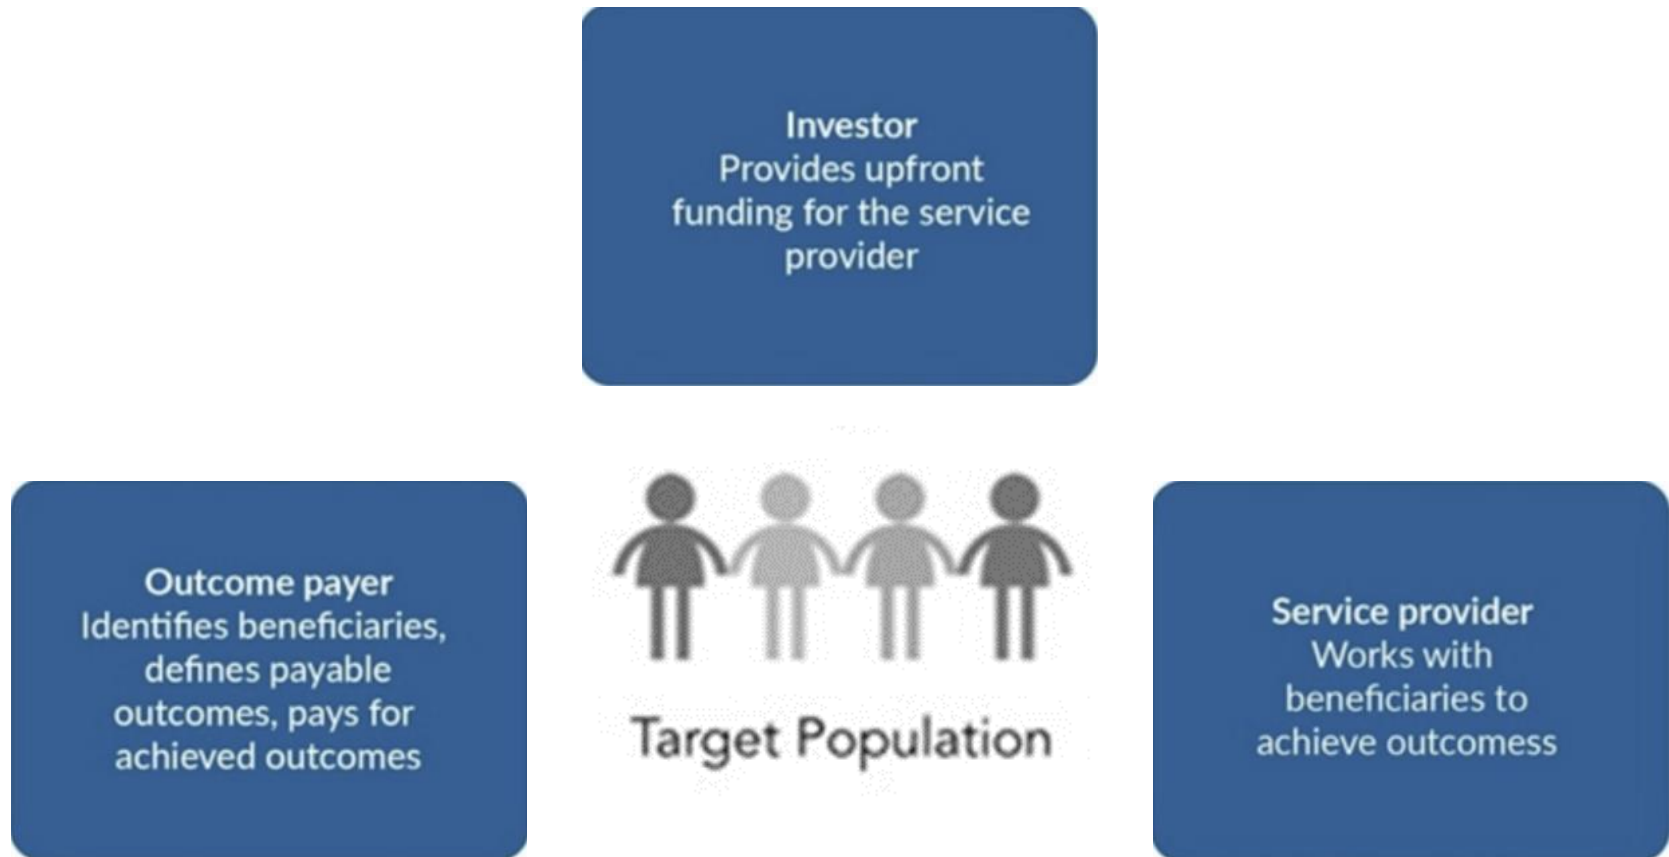 Investor
Provides upfront
funding for the service
provider
Outcome payer
Identifies beneficiaries,
defines payable
outcomes, pays for
achieved outcomes
Target Population
Service provider
Works with
beneficiaries to
achieve outcomess